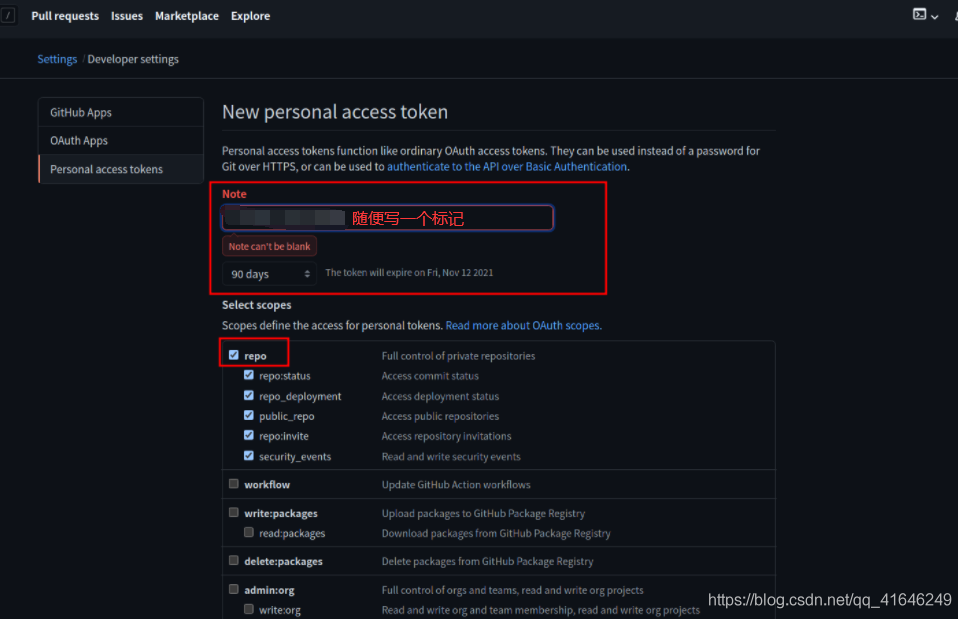 / Pull requests Issues Marketplace Explore
Settings / Developer settings
GitHub Apps
OAuth Apps
Personal access tokens
New personal access token
Personal access tokens function like ordinary OAuth access tokens. They can be used instead of a password for
Git over HTTPS, or can be used to authenticate to the API over Basic Authentication.
Note
随便写一个标记
Note can't be blank
90 days The token will expire on Fri, Nov 12 2021
Select scopes
Scopes define the access for personal tokens. Read more about OAuth scopes.
repo Full control of private repositories
repo:status Access commit status
repo_deployment Access deployment status
public_repo Access public repositories
repo:invite Access repository invitations
security_events Read and write security events
workflow Update GitHub Action workflows
write:packages Upload packages to GitHub Package Registry
read:packages Download packages from GitHub Package Registry
delete:packages Delete packages from GitHub Package Registry
admin:org Full control of orgs and teams, read and write org projects
write:org Read and write org and team membership, read and write org projects
https://blog.csdn.net/qq_41646249